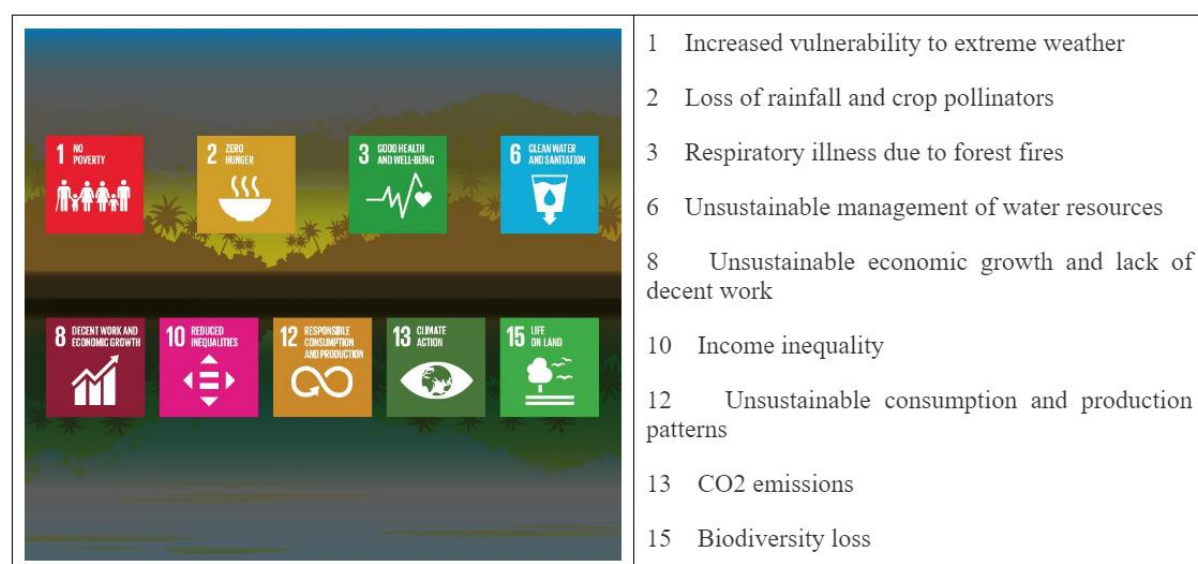 1 NO
POVERTY
2 ZERO
HUNGER
3 GOOD HEALTH
AND WELL-BEING
6 CLEAN WATER
AND SANITATION
8 DECENT WORK AND
ECONOMIC GROWTH
10 REDUCED
INEQUALITIES
12 RESPONSIBLE
CONSUMPTION
AND PRODUCTION
13 CLIMATE
ACTION
15 LIFE
ON LAND
1 Increased vulnerability to extreme weather
2 Loss of rainfall and crop pollinators
3 Respiratory illness due to forest fires
6 Unsustainable management of water resources
8 Unsustainable economic growth and lack of
decent work
10 Income inequality
12 Unsustainable consumption and production
patterns
13 CO2 emissions
15 Biodiversity loss